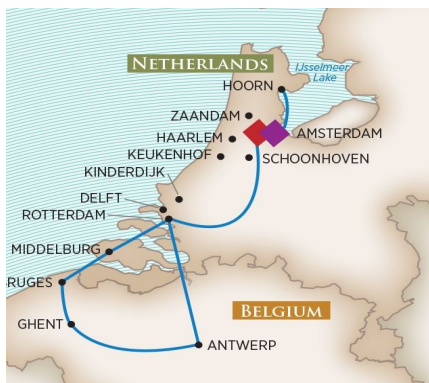 NETHERLANDS
IJsselmeer
Lake
HOORN
ZAANDAM
HAARLEM
AMSTERDAM
KEUKENHOF
SCHOONHOVEN
KINDERDIJK
DELFT
ROTTERDAM
MIDDELBURG
RUGES
BELGIUM
GHENT
ANTWERP